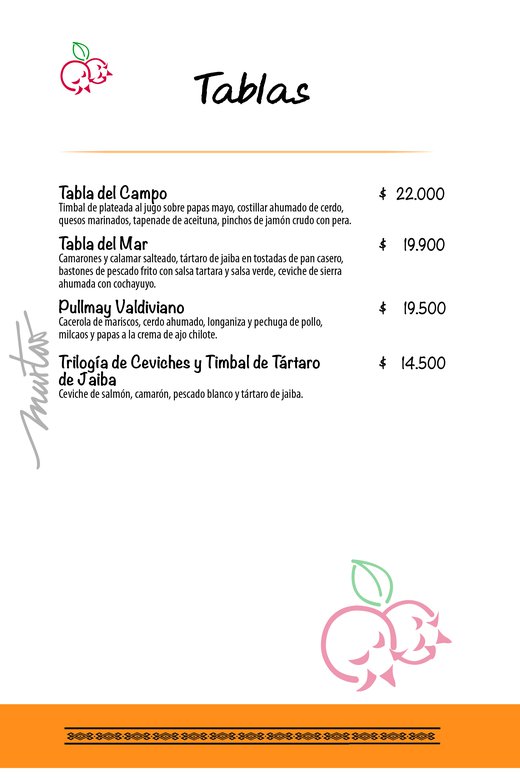 Tablas
Tabla del Campo $ 22.000
Timbal de plateada al jugo sobre papas mayo, costillar ahumado de cerdo,
quesos marinados, tapenade de aceituna, pinchos de jamón crudo con pera.
Tabla del Mar $ 19.900
Camarones y calamar salteado, tártaro de jaiba en tostadas de pan casero,
bastones de pescado frito con salsa tartara y salsa verde, ceviche de sierra
ahumada con cochayuyo.
Pullmay Valdiviano $ 19.500
Cacerola de mariscos, cerdo ahumado, longaniza y pechuga de pollo,
milcaos y papas a la crema de ajo chilote.
Trilogía de Ceviches y Timbal de Tártaro $ 14.500
de Jaiba
Ceviche de salmón, camarón, pescado blanco y tártaro de jaiba.